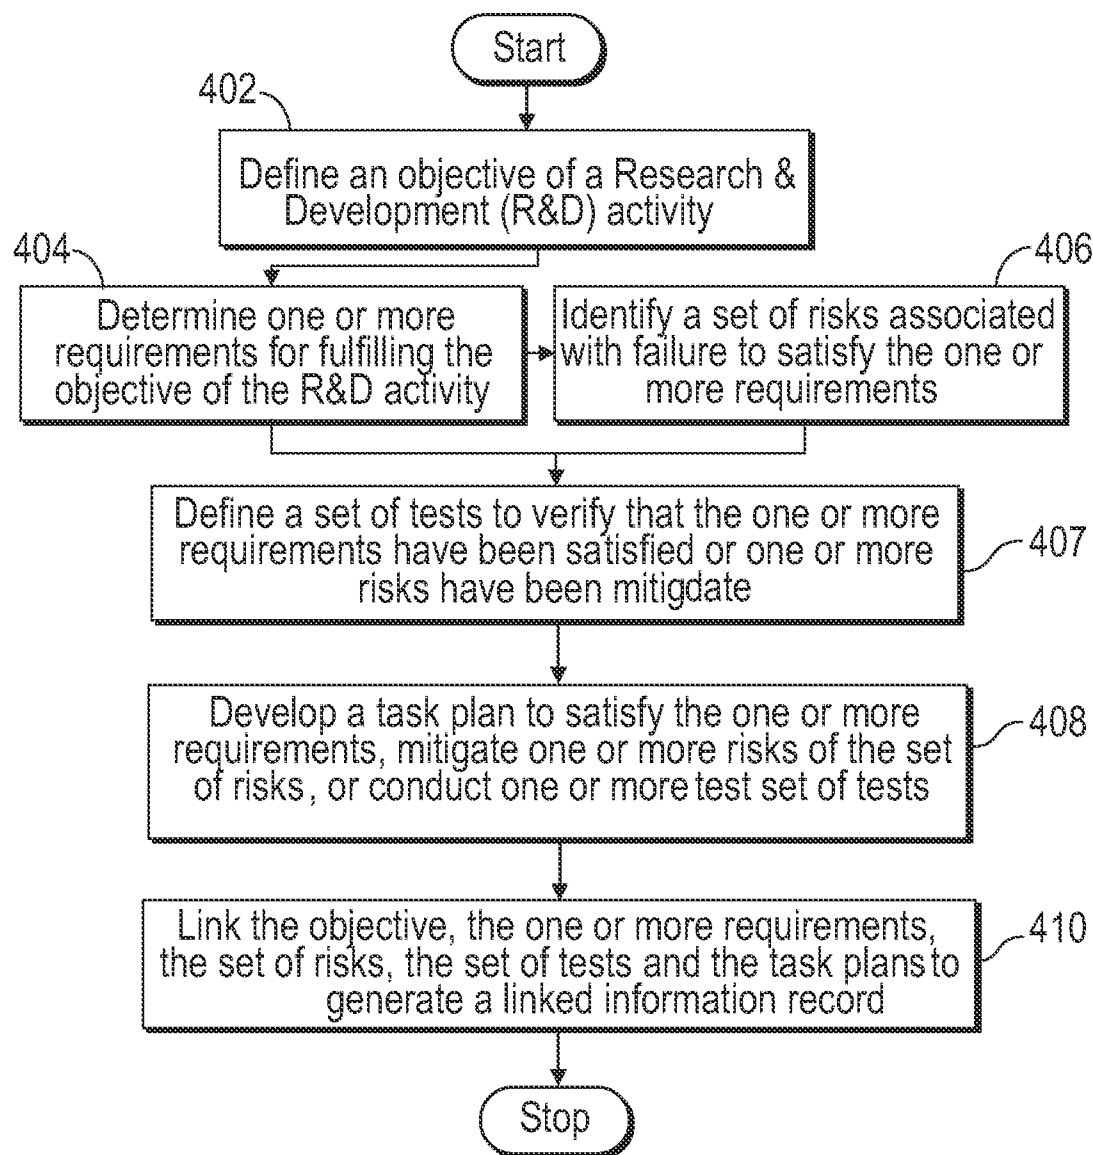 Start
402
Define an objective of a Research &
Development (R&D) activity
404
Determine one or more
requirements for fulfilling the
objective of the R&D activity
406
Identify a set of risks associated
with failure to satisfy the one or
more requirements
Define a set of tests to verify that the one or more
requirements have been satisfied or one or more
risks have been mitigdate
407
Develop a task plan to satisfy the one or more
requirements, mitigate one or more risks of the set
of risks, or conduct one or more test set of tests
408
Link the objective, the one or more requirements,
the set of risks, the set of tests and the task plans to
generate a linked information record
410
Stop